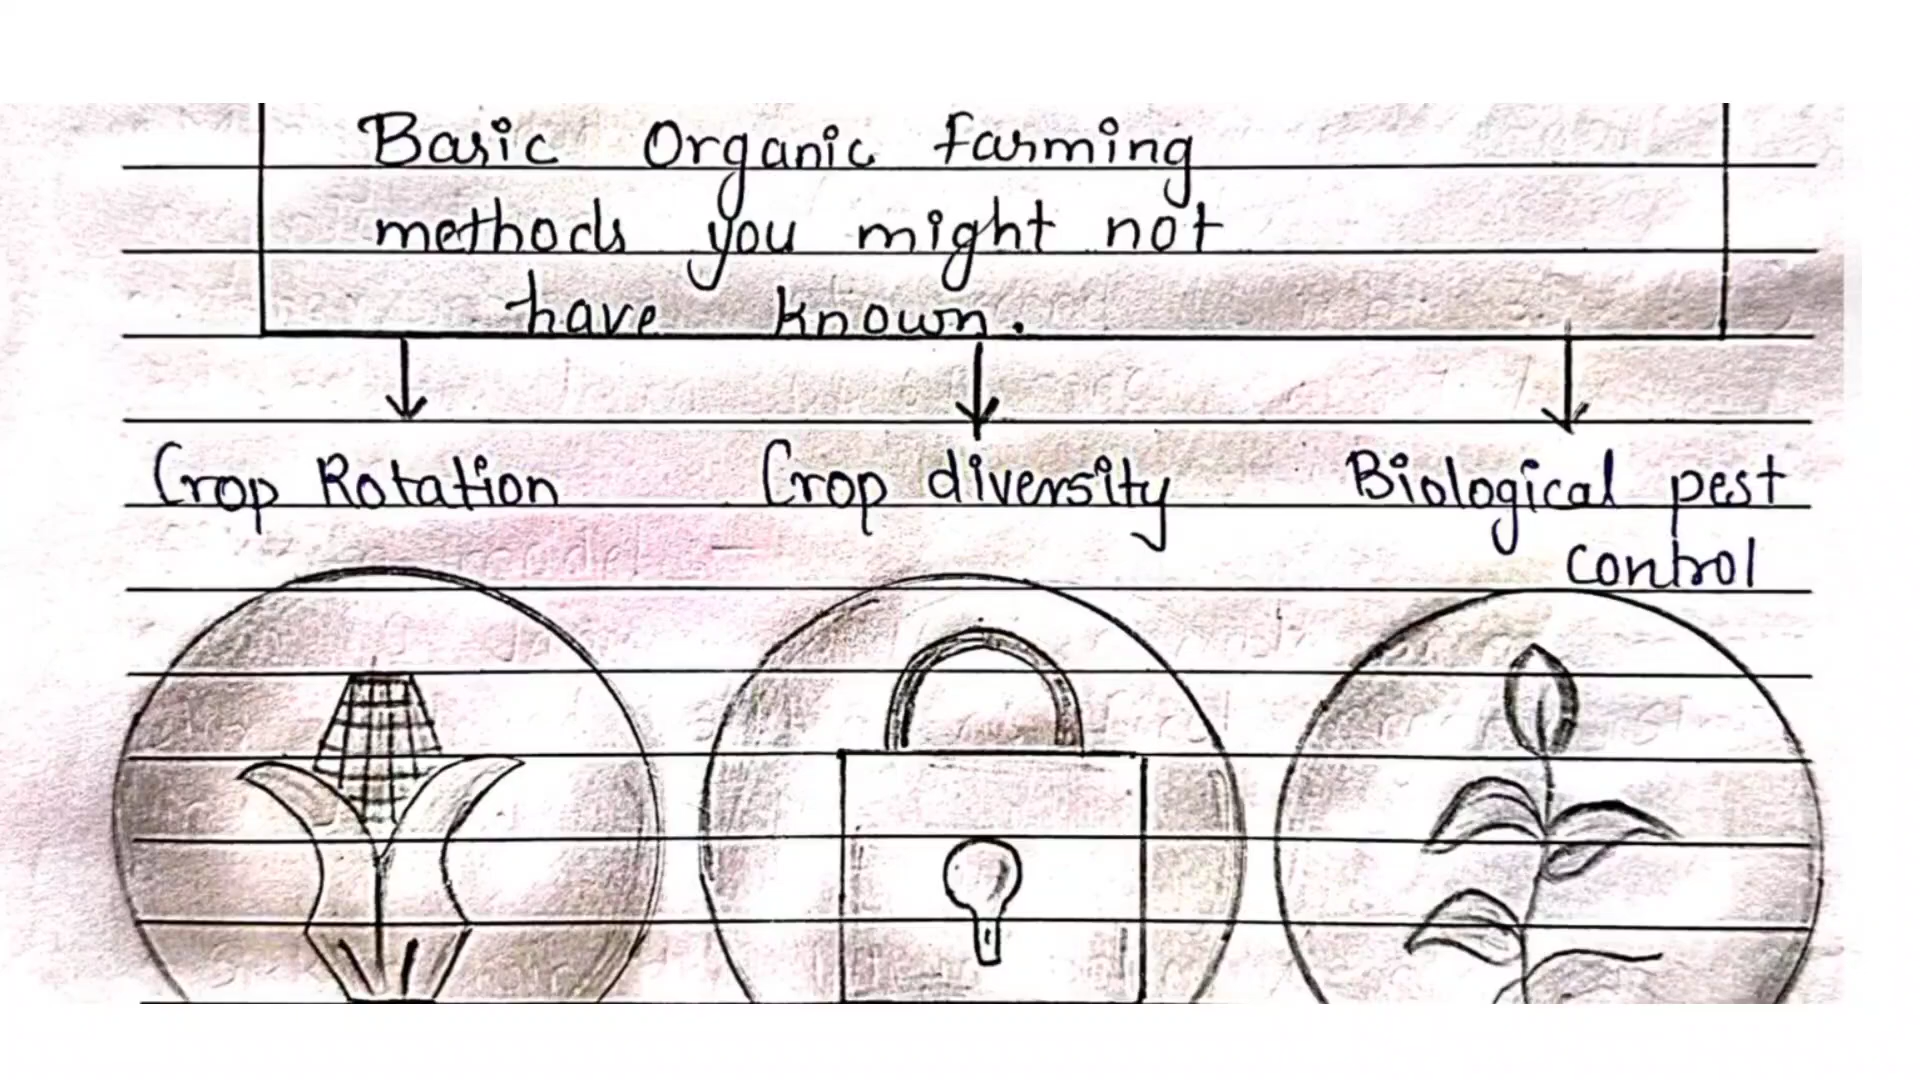 Basic Organic farming
methods you might not
have known.
Crop Rotation
Crop diversity
Biological pest
control